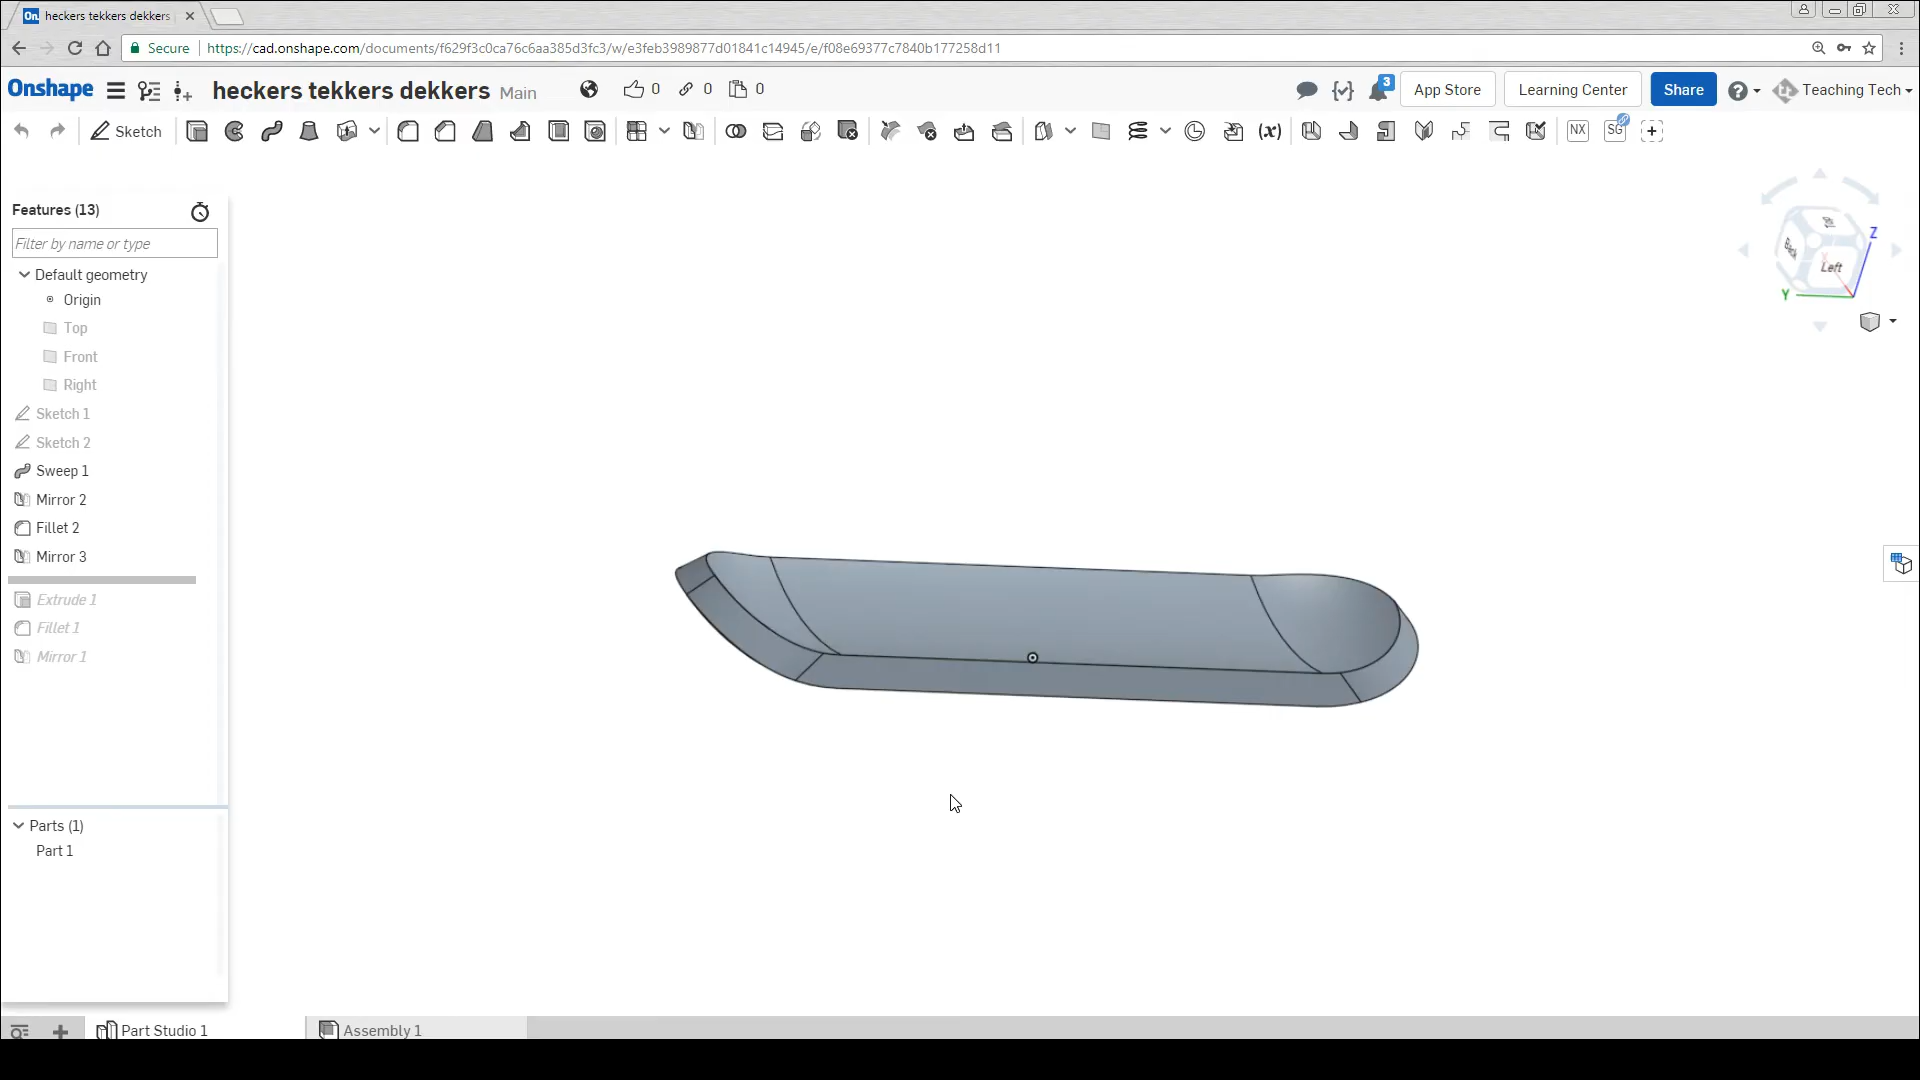 heckers tekkers dekkers
Secure https://cad.onshape.com/documents/f629f3c0ca76c6aa385d3fc3/w/e3feb3989877d01841c14945/e/f08e69377c7840b177258d11
Onshape heckers tekkers dekkers Main 0 0 0 3 App Store Learning Center Share Teaching Tech
Sketch (x) NX SG
Features (13)
Filter by name or type
Default geometry
Origin
Top
Front
Right
Sketch 1
Sketch 2
Sweep 1
Mirror 2
Fillet 2
Mirror 3
Extrude 1
Fillet 1
Mirror 1
Parts (1)
Part 1
Z
Back
Left
Y
Part Studio 1 Assembly 1